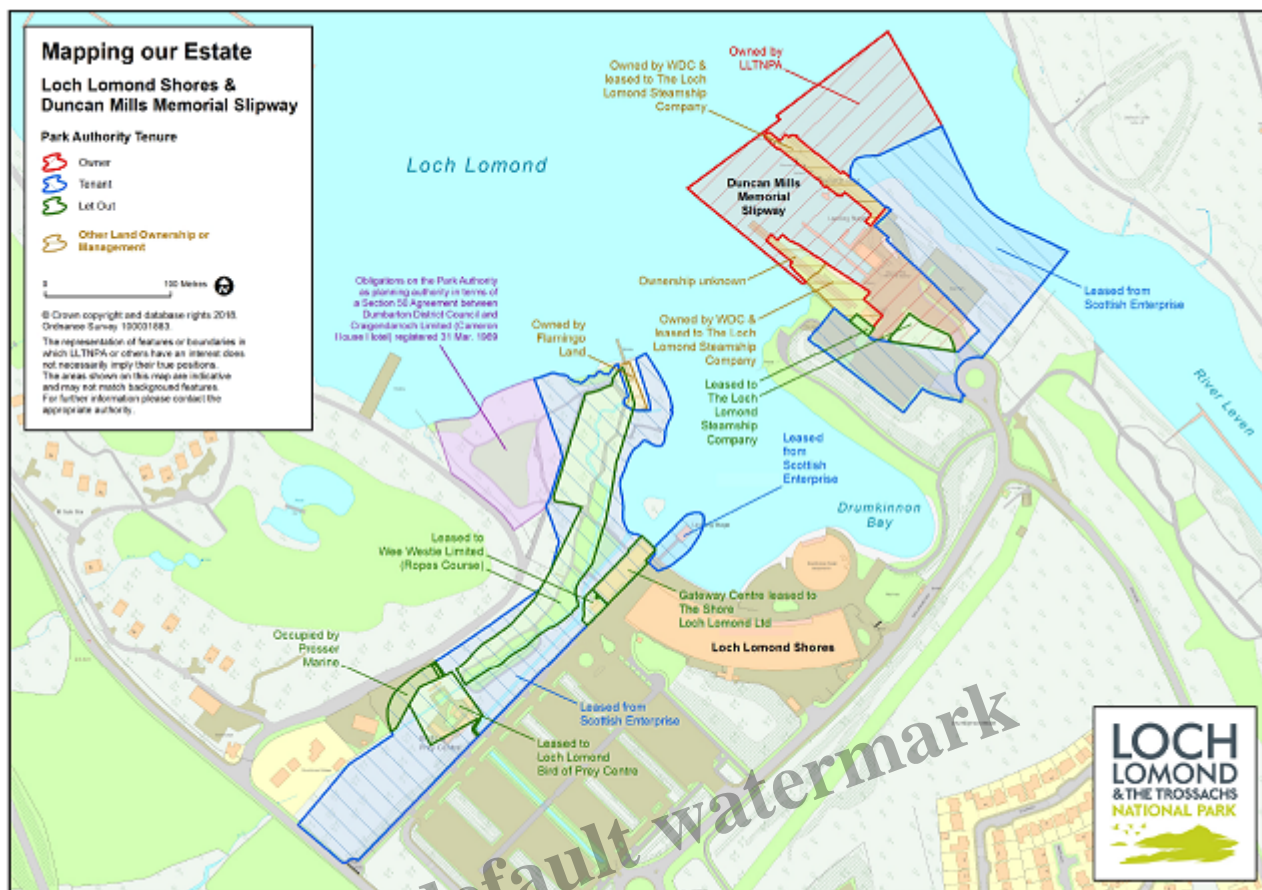 Mapping our Estate
Loch Lomond Shores &
Duncan Mills Memorial Slipway
Park Authority Tenure
Owner
Tenant
Let Out
Other Land Ownership or
Management
0 100 Metres
© Crown copyright and database rights 2018.
Ordnance Survey 100031883.
The representation of features or boundaries in
which LLTNPA or others have an interest does
not necessarily imply their true positions.
The areas shown on this map are indicative
and may not match background features.
For further information please contact the
appropriate authority.
Loch Lomond
Owned by
LLTNPA
Owned by WDC &
leased to The Loch
Lomond Steamship
Company
Duncan Mills
Memorial
Slipway
Ownership unknown
Owned by WDC &
leased to The Loch
Lomond Steamship
Company
Leased to
The Loch
Lomond
Steamship
Company
Leased from
Scottish Enterprise
River Leven
Obligations on the Park Authority
as planning authority in terms of
a Section 50 Agreement between
Dumbarton District Council and
Craigendarroch Limited (Cameron
House Hotel) registered 31 Mar. 1989
Owned by
Flamingo
Land
Leased
from
Scottish
Enterprise
Drumkinnon
Bay
Leased to
Wee Westie Limited
(Ropes Course)
Gateway Centre leased to
The Shore
Loch Lomond Ltd
Loch Lomond Shores
Occupied by
Prosser
Marine
Leased from
Scottish Enterprise
Prey Centre
Leased to
Loch Lomond
Bird of Prey Centre
default watermark
LOCH
LOMOND
& THE TROSSACHS
NATIONAL PARK